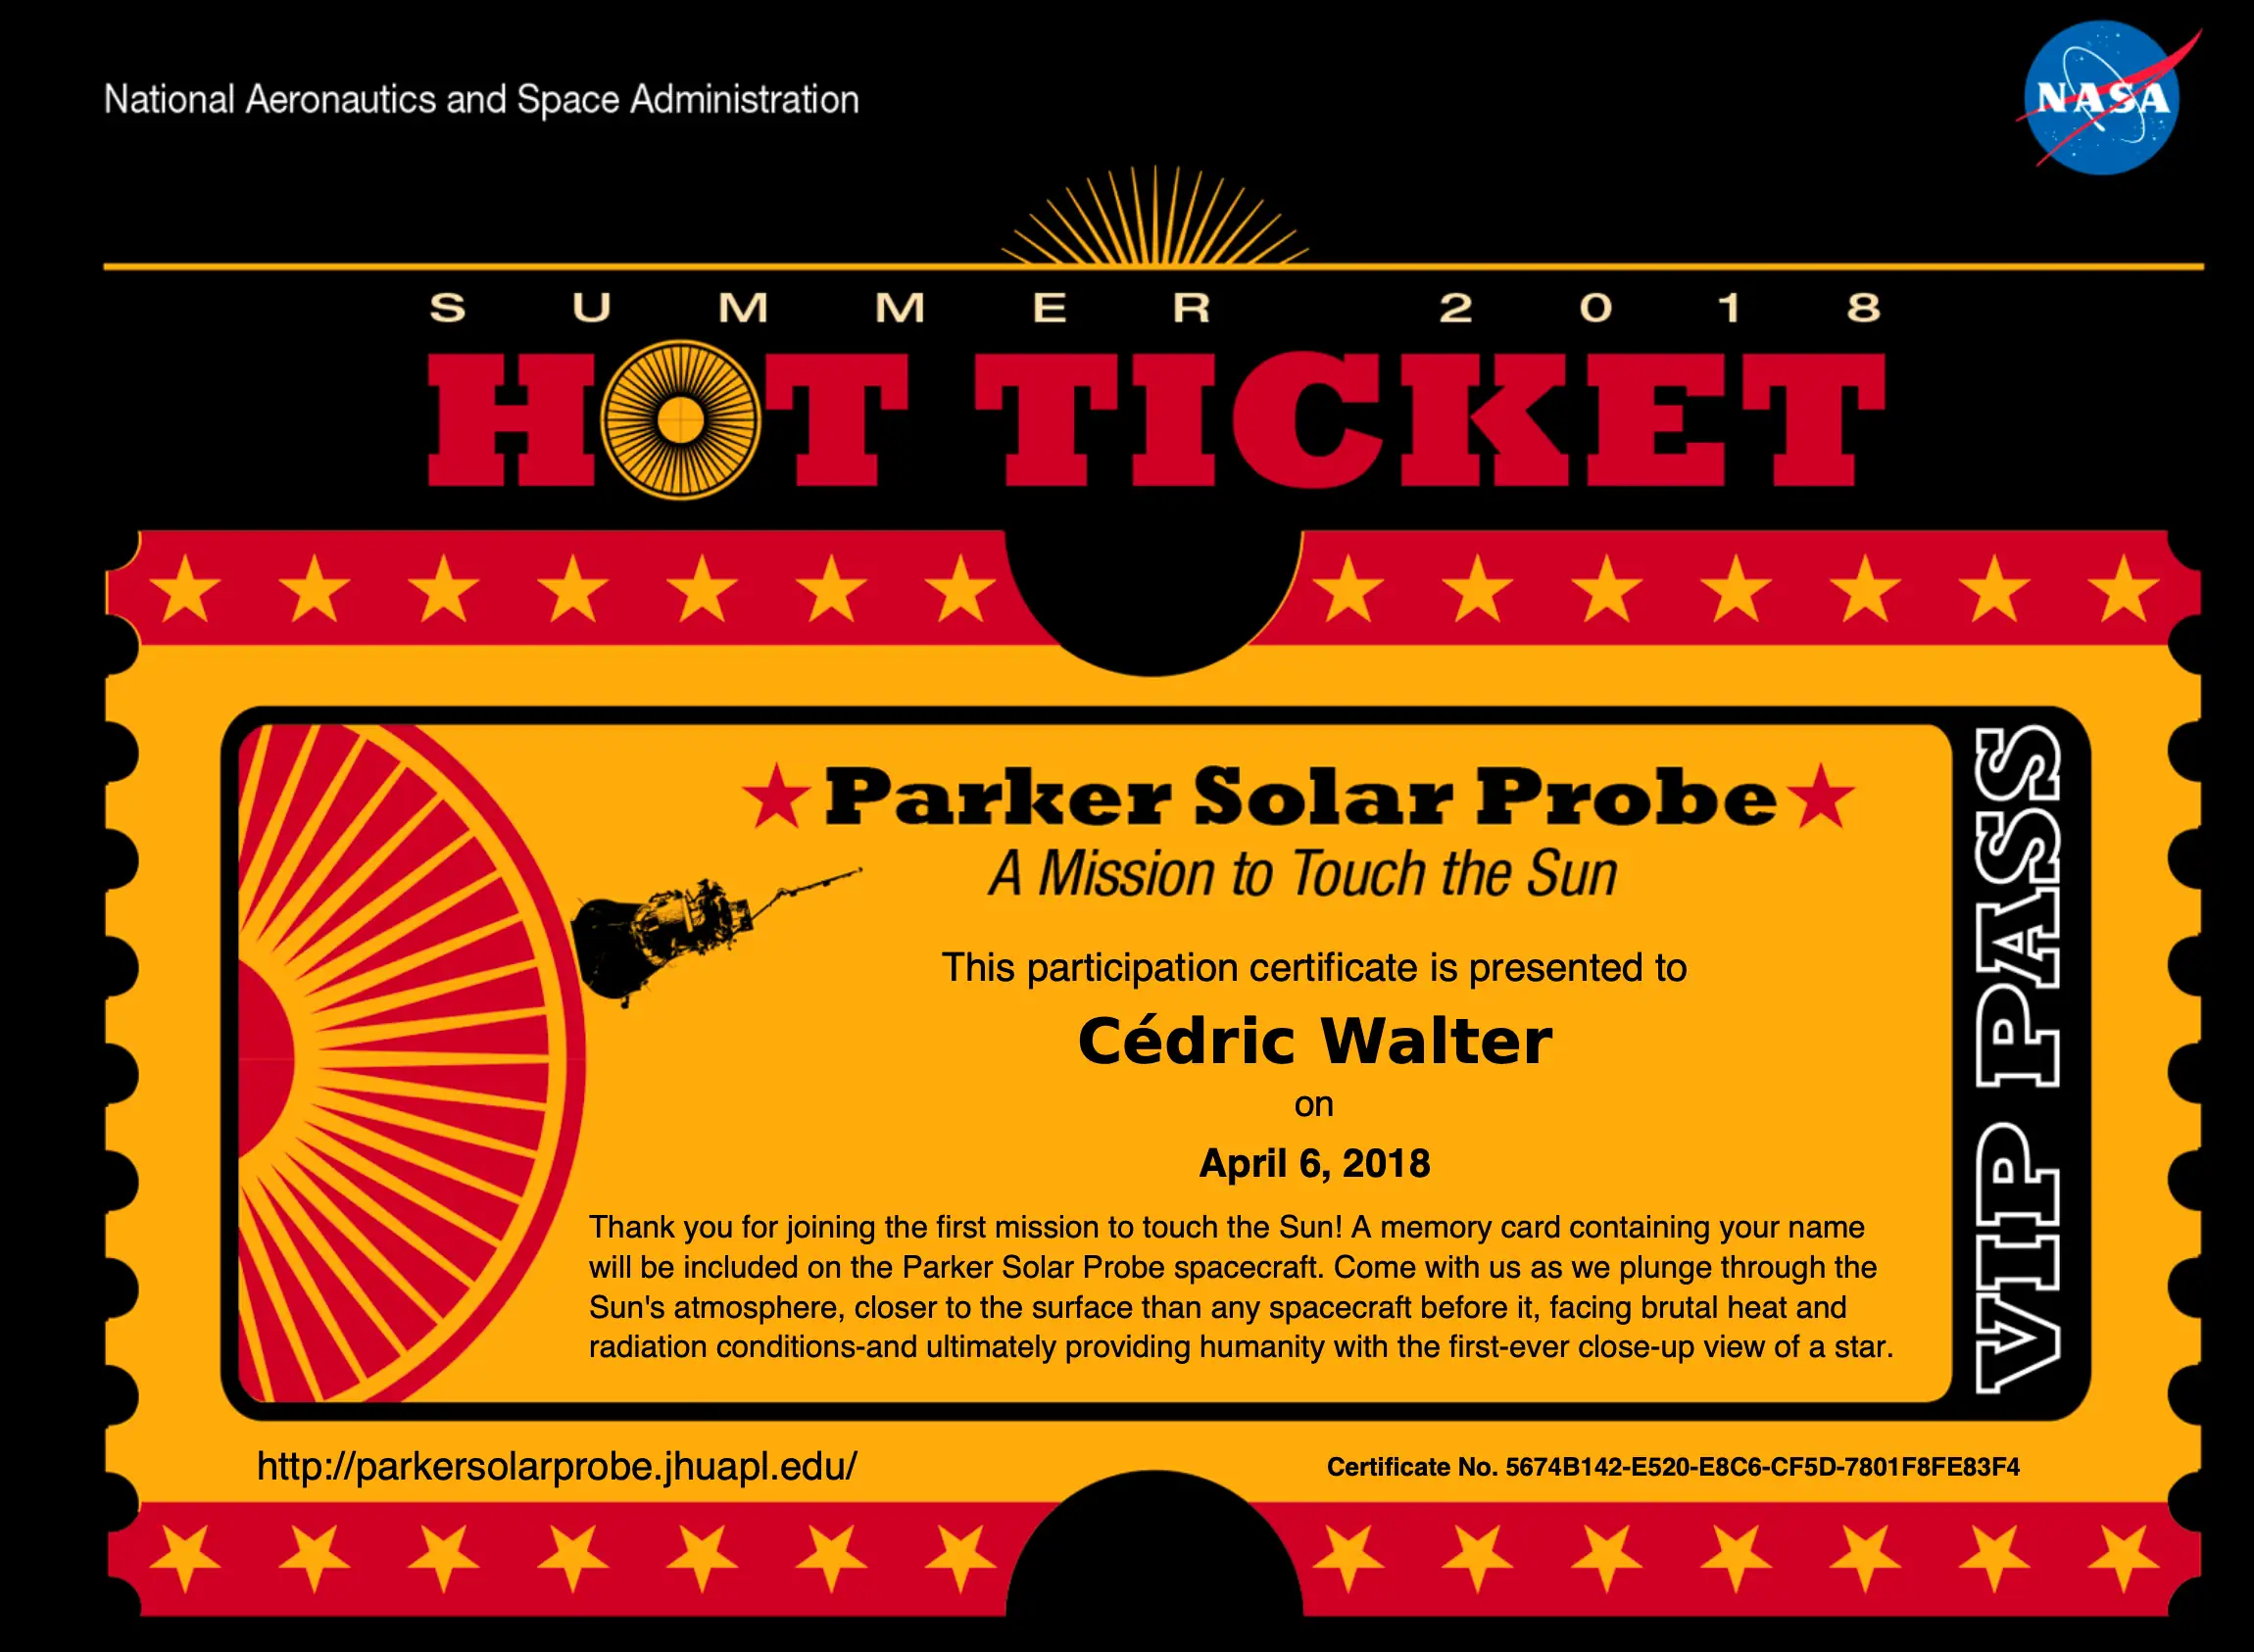 National Aeronautics and Space Administration
NASA
SUMMER 2018
HOT TICKET
Parker Solar Probe
A Mission to Touch the Sun
This participation certificate is presented to
Cédric Walter
on
April 6, 2018
Thank you for joining the first mission to touch the Sun! A memory card containing your name
will be included on the Parker Solar Probe spacecraft. Come with us as we plunge through the
Sun's atmosphere, closer to the surface than any spacecraft before it, facing brutal heat and
radiation conditions-and ultimately providing humanity with the first-ever close-up view of a star.
VIP PASS
http://parkersolarprobe.jhuapl.edu/
Certificate No. 5674B142-E520-E8C6-CF5D-7801F8FE83F4